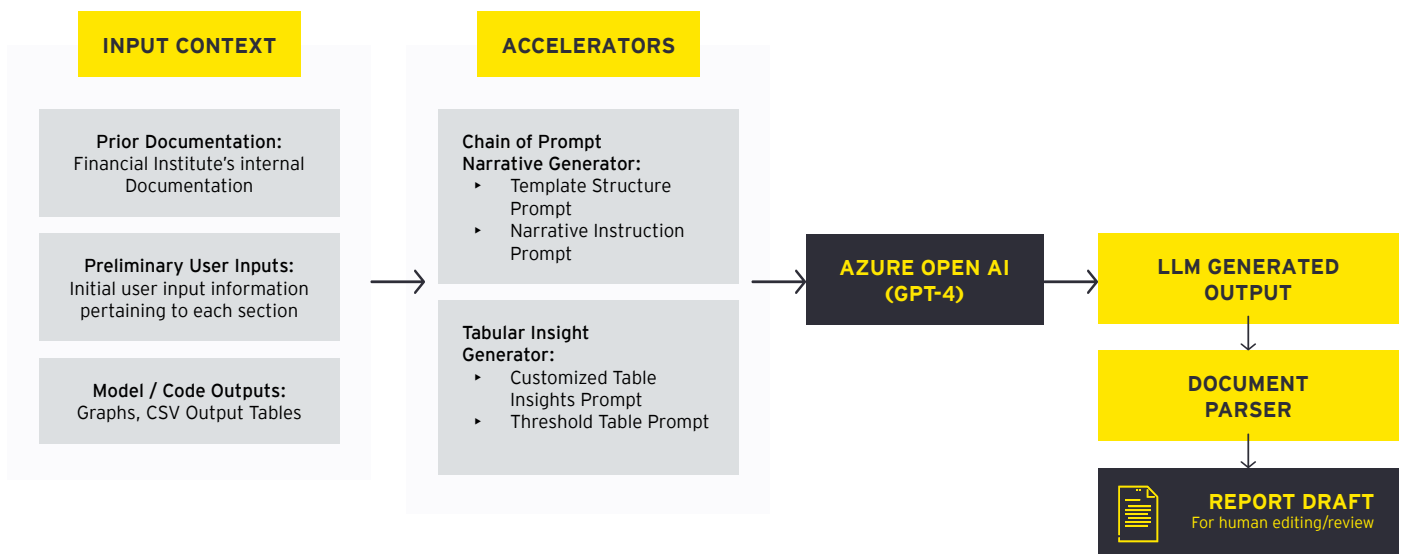 INPUT CONTEXT
Prior Documentation:
Financial Institute's internal
Documentation
Preliminary User Inputs:
Initial user input information
pertaining to each section
Model / Code Outputs:
Graphs, CSV Output Tables
ACCELERATORS
Chain of Prompt
Narrative Generator:
‣ Template Structure
Prompt
‣ Narrative Instruction
Prompt
Tabular Insight
Generator:
‣ Customized Table
Insights Prompt
‣ Threshold Table Prompt
AZURE OPEN AI
(GPT-4)
LLM GENERATED
OUTPUT
DOCUMENT
PARSER
REPORT DRAFT
For human editing/review